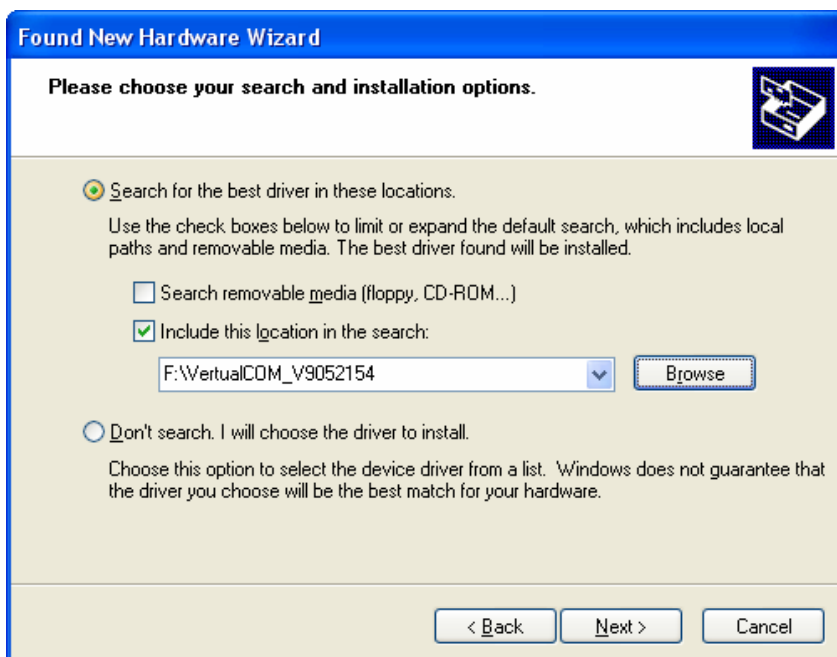 Found New Hardware Wizard
Please choose your search and installation options.
Search for the best driver in these locations.
Use the check boxes below to limit or expand the default search, which includes local
paths and removable media. The best driver found will be installed.
Search removable media (floppy, CD-ROM...)
Include this location in the search:
F:\VertualCOM_V9052154
Browse
Don't search. I will choose the driver to install.
Choose this option to select the device driver from a list. Windows does not guarantee that
the driver you choose will be the best match for your hardware.
< Back Next > Cancel